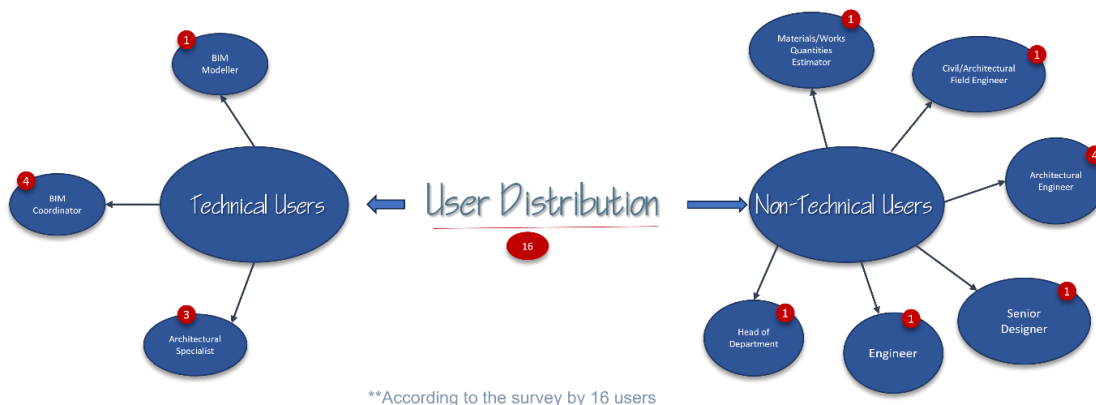 1
BIM
Modeller
4
BIM
Coordinator
Technical Users
3
Architectural
Specialist
User Distribution
16
1
Materials/Works
Quantities
Estimator
1
Civil/Architectural
Field Engineer
4
Architectural
Engineer
Non-Technical Users
1
Senior
Designer
1
Engineer
1
Head of
Department
**According to the survey by 16 users